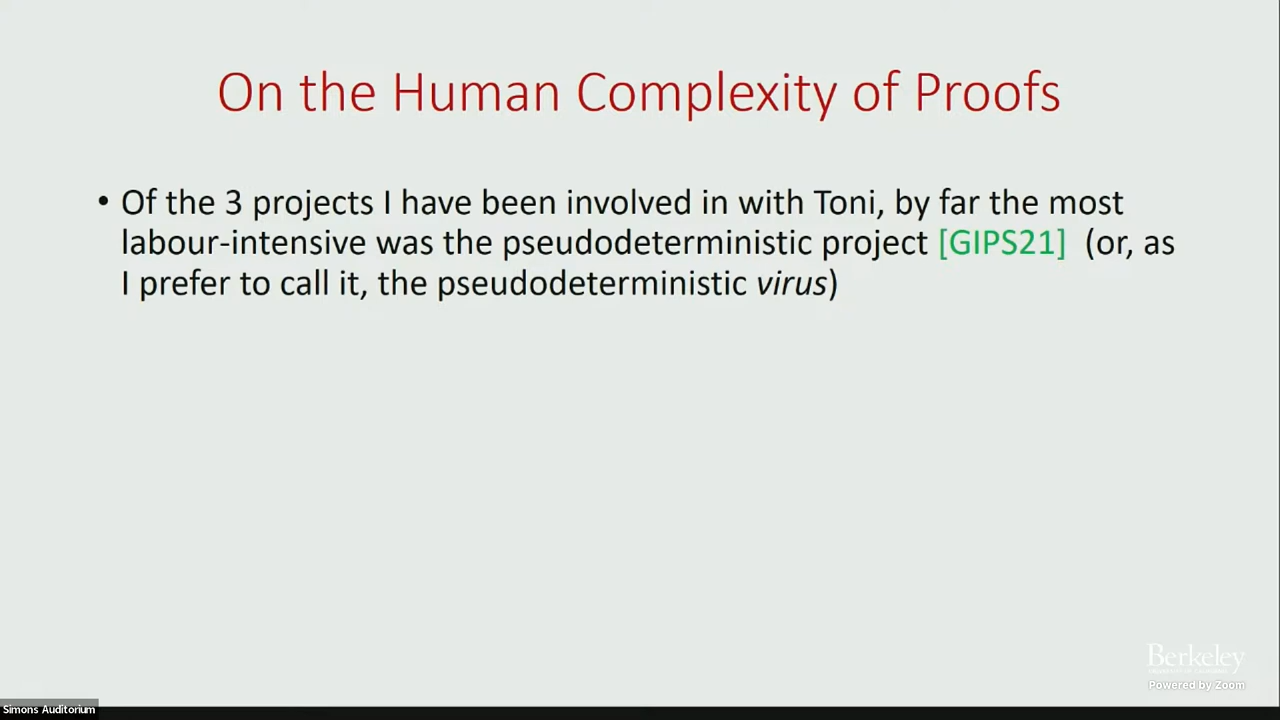 On the Human Complexity of Proofs
• Of the 3 projects I have been involved in with Toni, by far the most
labour-intensive was the pseudodeterministic project [GIPS21] (or, as
I prefer to call it, the pseudodeterministic virus)
Berkeley
Powered by Zoom
Simons Auditorium